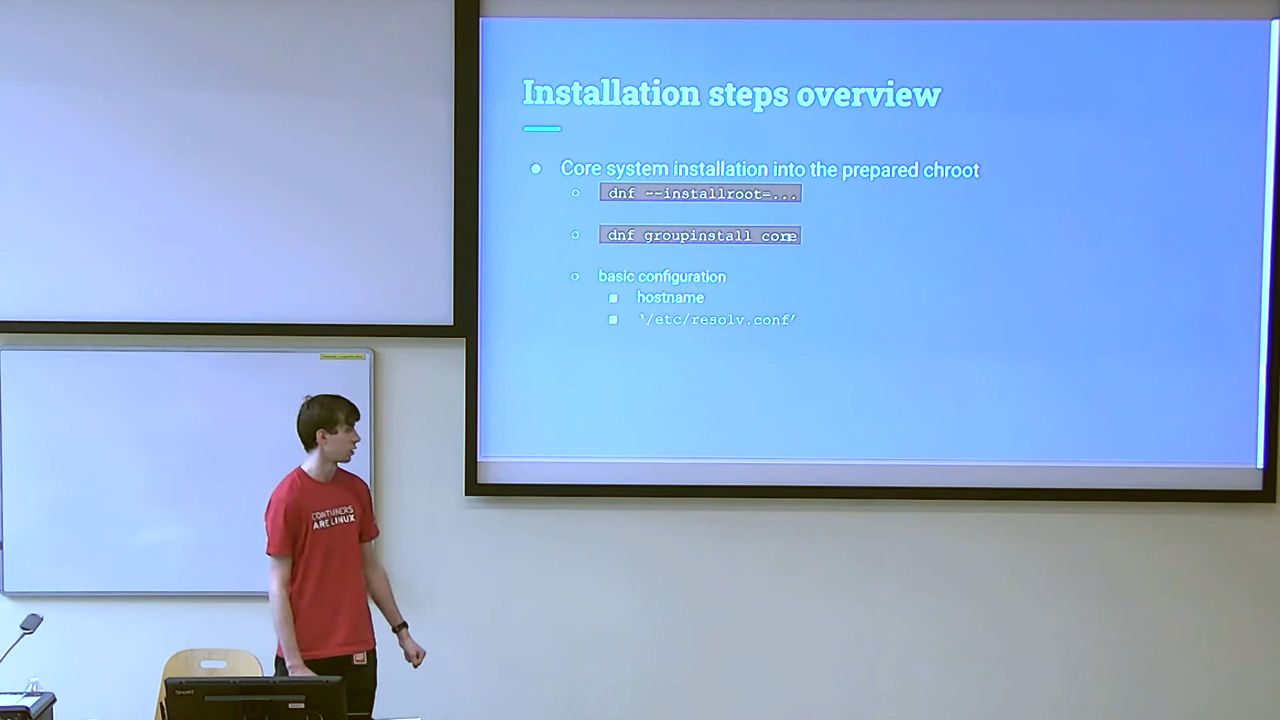 Installation steps overview
Core system installation into the prepared chroot
dnf --installroot=...
dnf groupinstall core
basic configuration
hostname
'/etc/resolv.conf'
CONTAINERS
ARE LINUX